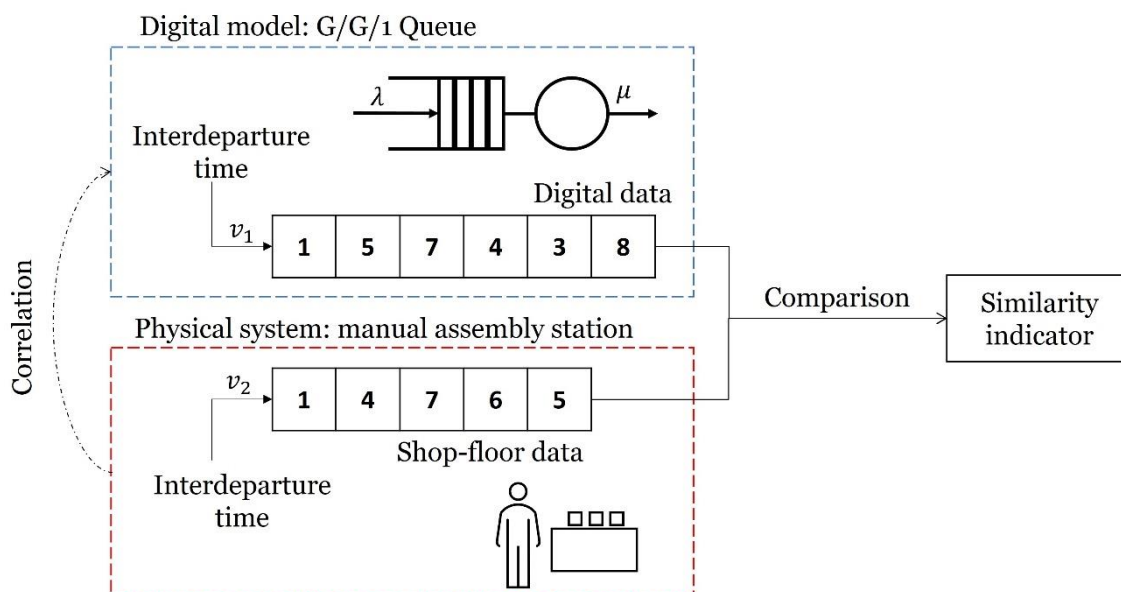 Digital model: G/G/1 Queue
λ
μ
Interdeparture
time
Digital data
v₁
1 5 7 4 3 8
Correlation
Comparison
Similarity
indicator
Physical system: manual assembly station
v₂
1 4 7 6 5
Shop-floor data
Interdeparture
time